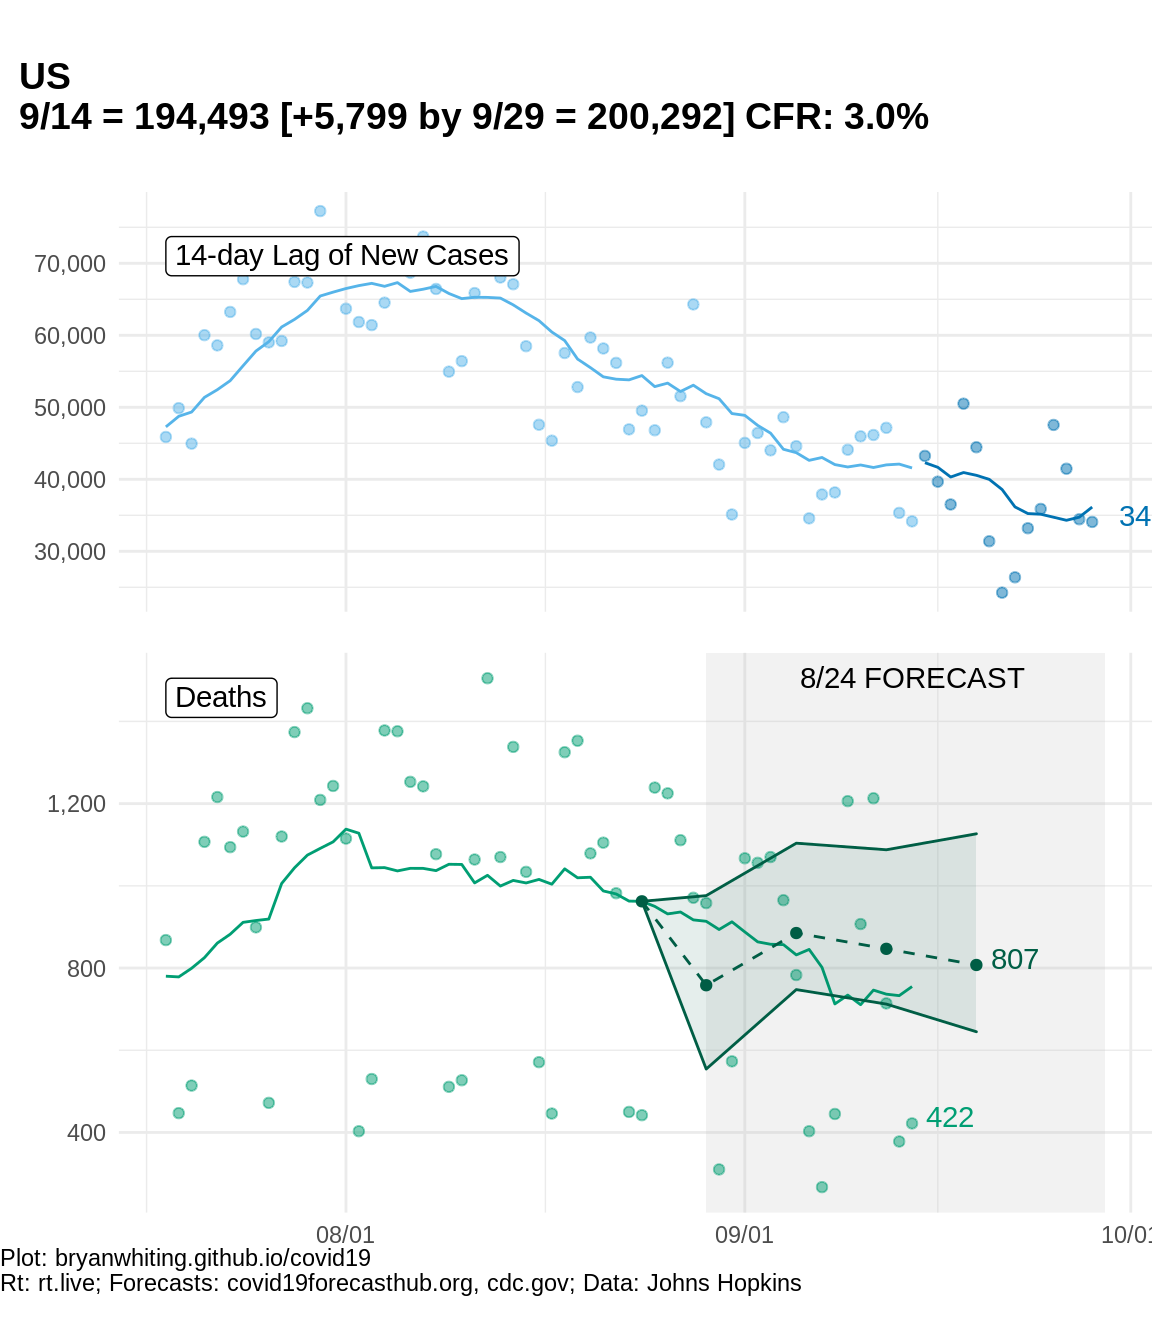 US
9/14 = 194,493 [+5,799 by 9/29 = 200,292] CFR: 3.0%
14-day Lag of New Cases
70,000
60,000
50,000
40,000
30,000
34
Deaths
8/24 FORECAST
1,200
800
400
807
422
08/01
09/01
10/01
Plot: bryanwhiting.github.io/covid19
Rt: rt.live; Forecasts: covid19forecasthub.org, cdc.gov; Data: Johns Hopkins